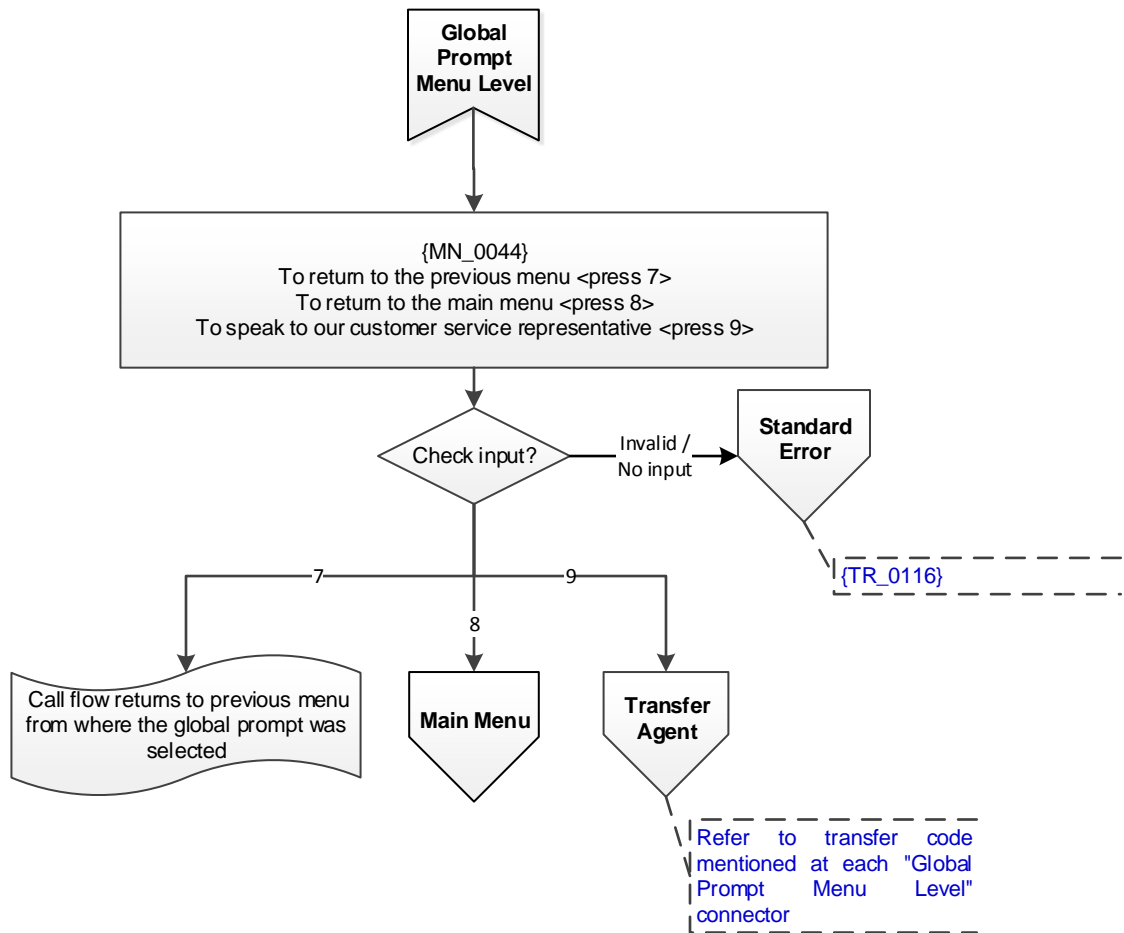 Global
Prompt
Menu Level
{MN_0044}
To return to the previous menu <press 7>
To return to the main menu <press 8>
To speak to our customer service representative <press 9>
Check input?
Invalid /
No input
Standard
Error
{TR_0116}
7
9
8
Call flow returns to previous menu
from where the global prompt was
selected
Main Menu
Transfer
Agent
Refer to transfer code
mentioned at each "Global
Prompt Menu Level"
connector